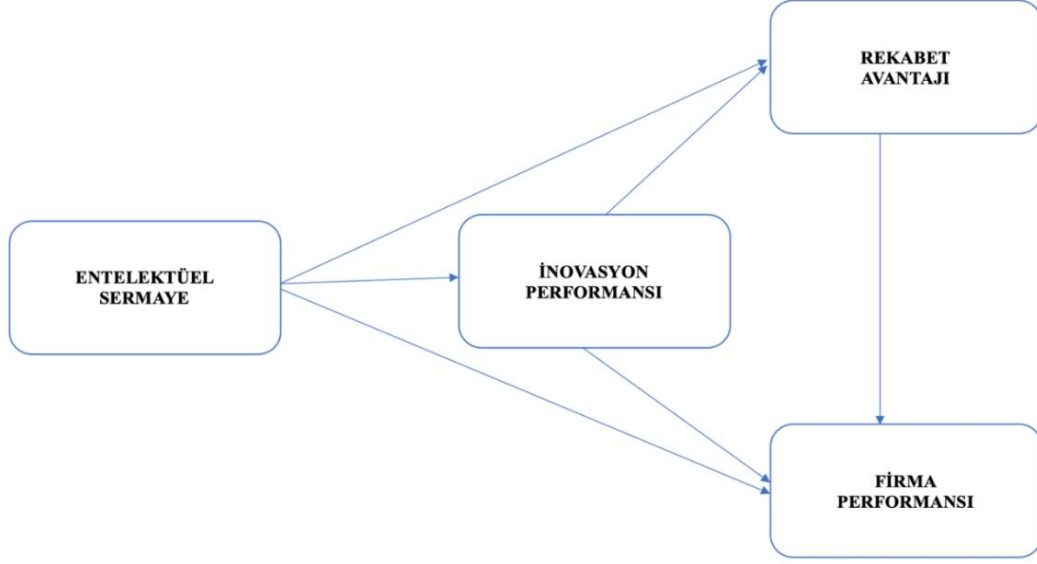 REKABET
AVANTAJI
ENTELEKTÜEL
SERMAYE
İNOVASYON
PERFORMANSI
FİRMA
PERFORMANSI